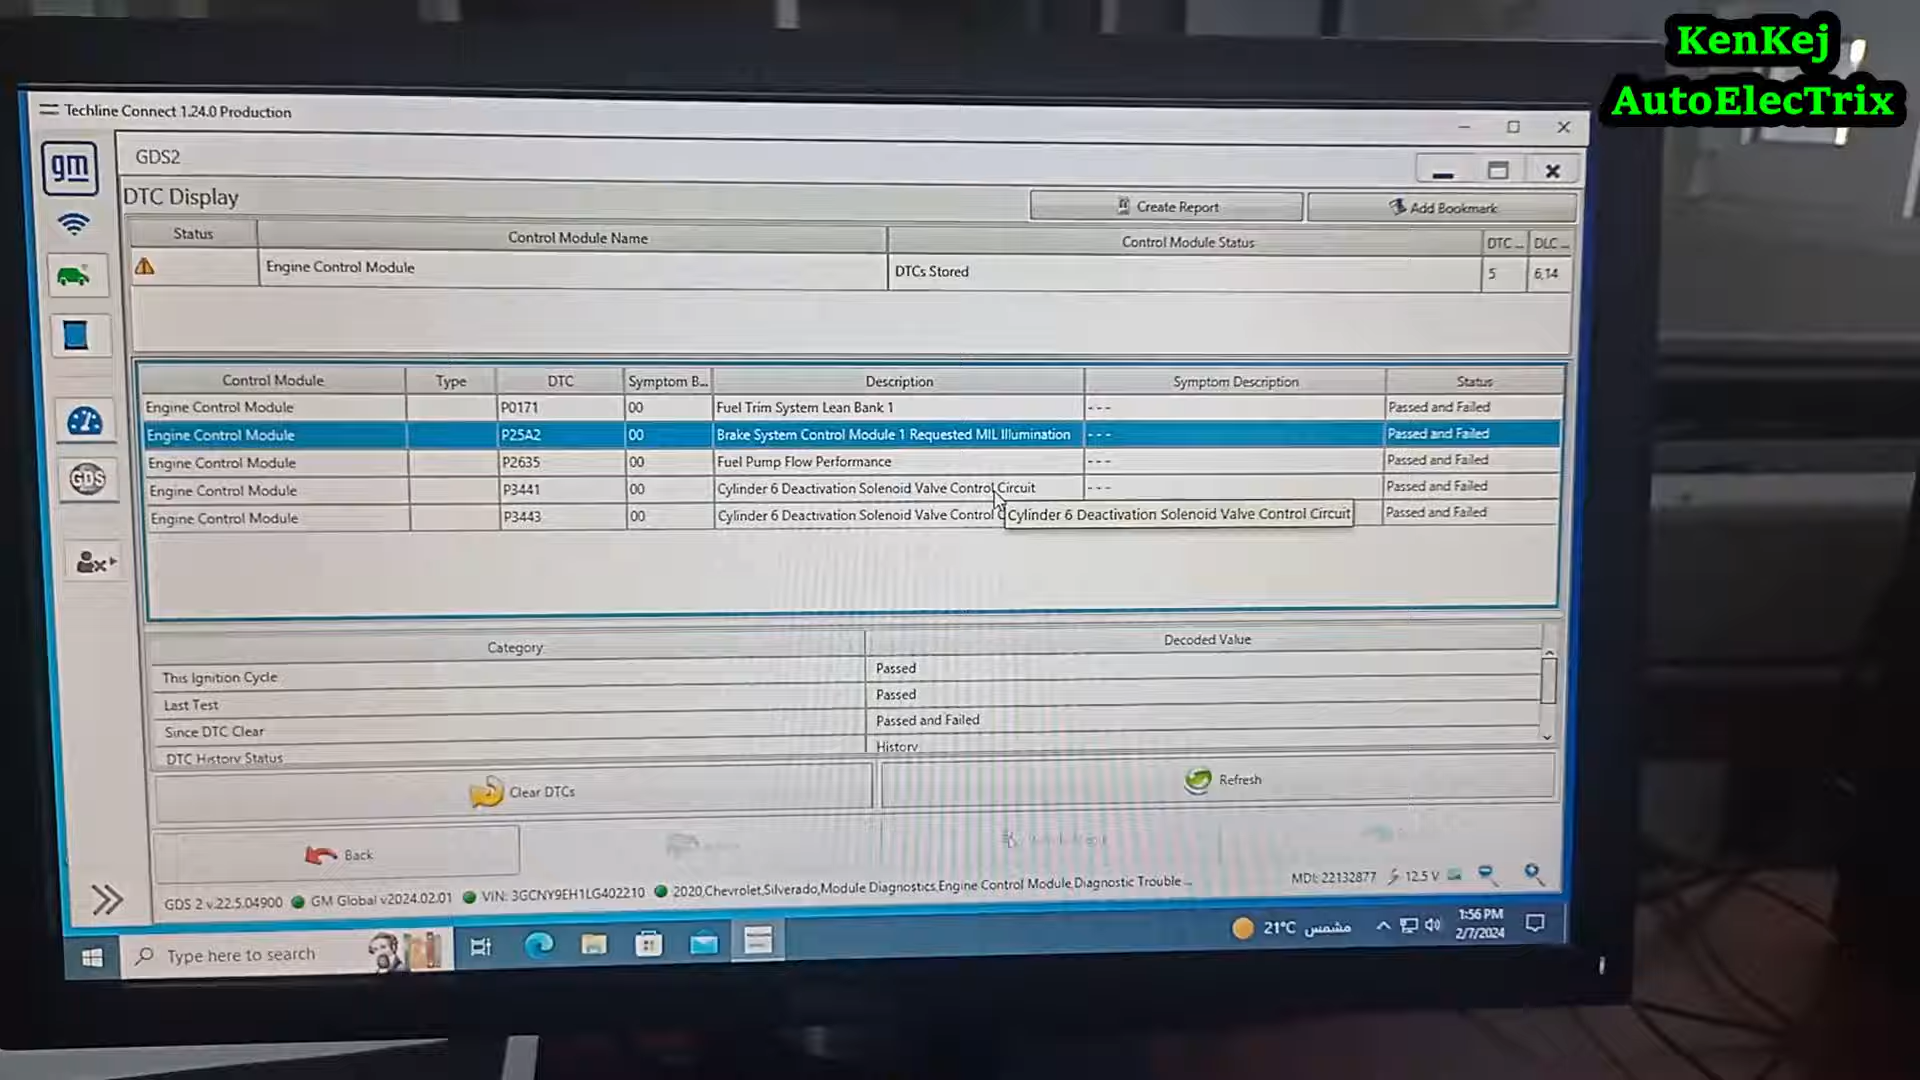 KenKej
AutoElecTrix
Techline Connect 1.24.0 Production
gm
GDS2
DTC Display
Create Report
Add Bookmark
Status Control Module Name Control Module Status DTC ... DLC ...
Engine Control Module DTCs Stored 5 6,14
Control Module Type DTC Symptom B... Description Symptom Description Status
Engine Control Module P0171 00 Fuel Trim System Lean Bank 1 --- Passed and Failed
Engine Control Module P25A2 00 Brake System Control Module 1 Requested MIL Illumination --- Passed and Failed
Engine Control Module P2635 00 Fuel Pump Flow Performance --- Passed and Failed
Engine Control Module P3441 00 Cylinder 6 Deactivation Solenoid Valve Control Circuit --- Passed and Failed
Engine Control Module P3443 00 Cylinder 6 Deactivation Solenoid Valve Control Passed and Failed
Cylinder 6 Deactivation Solenoid Valve Control Circuit
GDS
Category Decoded Value
This Ignition Cycle Passed
Last Test Passed
Since DTC Clear Passed and Failed
DTC History Status History
Clear DTCs
Refresh
Back
GDS 2 v.22.5.04900 GM Global v2024.02.01 VIN: 3GCNY9EH1LG402210 2020,Chevrolet,Silverado,Module Diagnostics,Engine Control Module,Diagnostic Trouble ...
MDI: 22132877 12.5 V
Type here to search
21°C مشمس
1:56 PM
2/7/2024